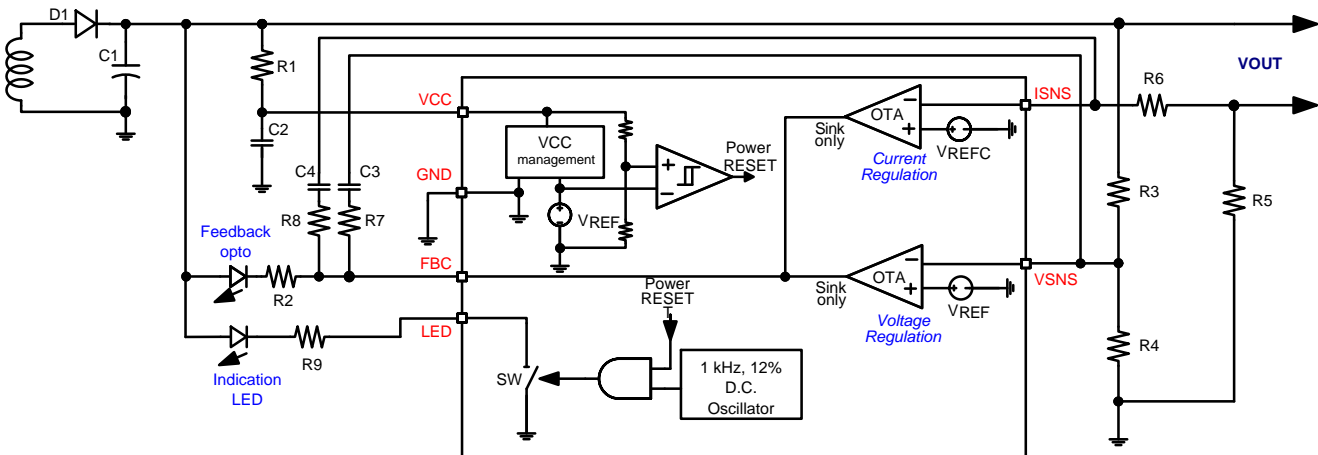 D1
C1
R1
VCC
C2
C4
C3
GND
R8
R7
Feedback
opto
R2
FBC
LED
R9
Indication
LED
VCC
management
VREF
+
−
Power
RESET
Sink
only
OTA
−
+
VREFC
Current
Regulation
ISNS
R6
VOUT
R3
R5
Sink
only
OTA
−
+
VREF
Voltage
Regulation
VSNS
R4
Power
RESET
T
SW
1 kHz, 12%
D.C.
Oscillator